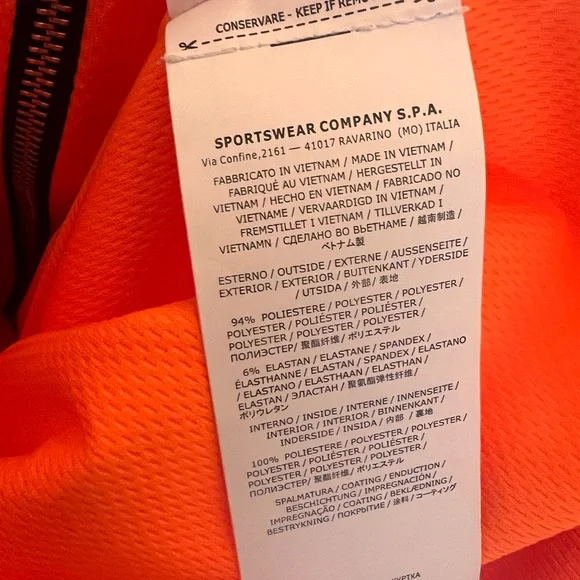 CONSERVARE - KEEP IF REMO
SPORTSWEAR COMPANY S.P.A.
Via Confine,2161 — 41017 RAVARINO (MO) ITALIA
FABBRICATO IN VIETNAM / MADE IN VIETNAM /
FABRIQUÉ AU VIETNAM / HERGESTELLT IN
VIETNAM / HECHO EN VIETNAM / FABRICADO NO
VIETNAME / VERVAARDIGD IN VIETNAM /
FREMSTILLET I VIETNAM / TILLVERKAD I
VIETNAMN / СДЕЛАНО ВО ВЬЕТНАМЕ / 越南制造 /
ベトナム製
ESTERNO / OUTSIDE / EXTERNE / AUSSENSEITE /
EXTERIOR / EXTERIOR / BUITENKANT / YDERSIDE
/ UTSIDA / 外部 / 表地
94% POLIESTERE / POLYESTER / POLYESTER /
POLYESTER / POLIÉSTER / POLIÉSTER /
POLYESTER / POLYESTER / POLYESTER /
ПОЛИЭСТЕР/ 聚酯纤维/ ポリエステル
6% ELASTAN / ELASTANE / SPANDEX /
ÉLASTHANNE / ELASTAN / SPANDEX / ELASTANO
/ ELASTANO / ELASTHAAN / ELASTHAN /
ELASTAN / ЭЛАСТАН / 聚氨酯弹性纤维/
ポリウレタン
INTERNO / INSIDE / INTERNE / INNENSEITE /
INTERIOR / INTERIOR / BINNENKANT /
INDERSIDE / INSIDA / 内部 / 裏地
100% POLIESTERE / POLYESTER / POLYESTER /
POLYESTER / POLIÉSTER / POLIÉSTER /
POLYESTER / POLYESTER / POLYESTER /
ПОЛИЭСТЕР/ 聚酯纤维/ ポリエステル
SPALMATURA / COATING / ENDUCTION /
BESCHICHTUNG / IMPREGNACIÓN /
IMPREGNAÇÃO / COATING / BEKLÆDNING /
BESTRYKNING / ПОКРЫТИЕ / 涂料 / コーティング